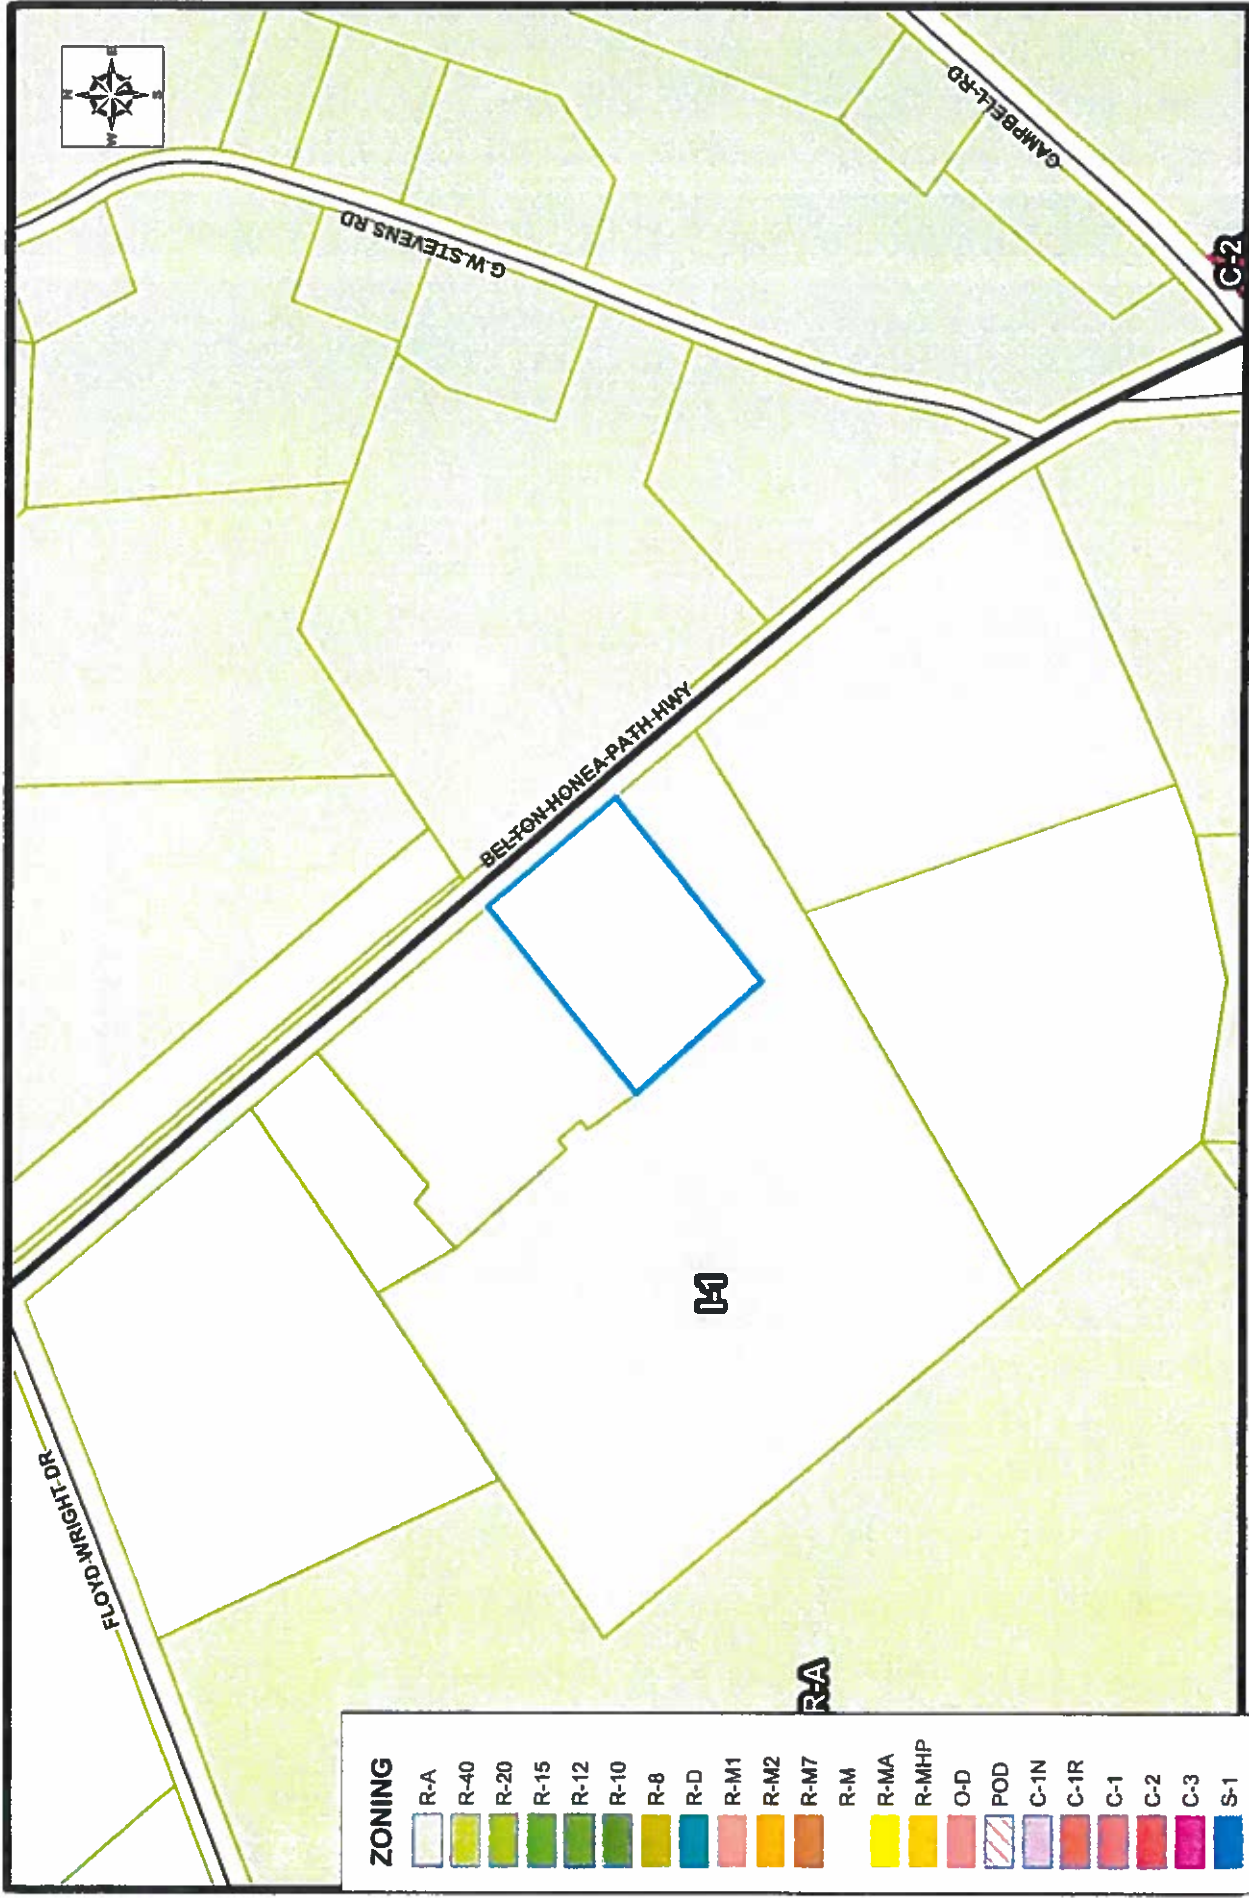 N
W
E
S
G.W.STEVENS RD
CAMPBELL-RD
C-2
BELTON-HONEA-PATH-HWY
FLOYD-WRIGHT-DR
I-1
R-A
ZONING
R-A
R-40
R-20
R-15
R-12
R-10
R-8
R-D
R-M1
R-M2
R-M7
R-M
R-MA
R-MHP
O-D
POD
C-1N
C-1R
C-1
C-2
C-3
S-1